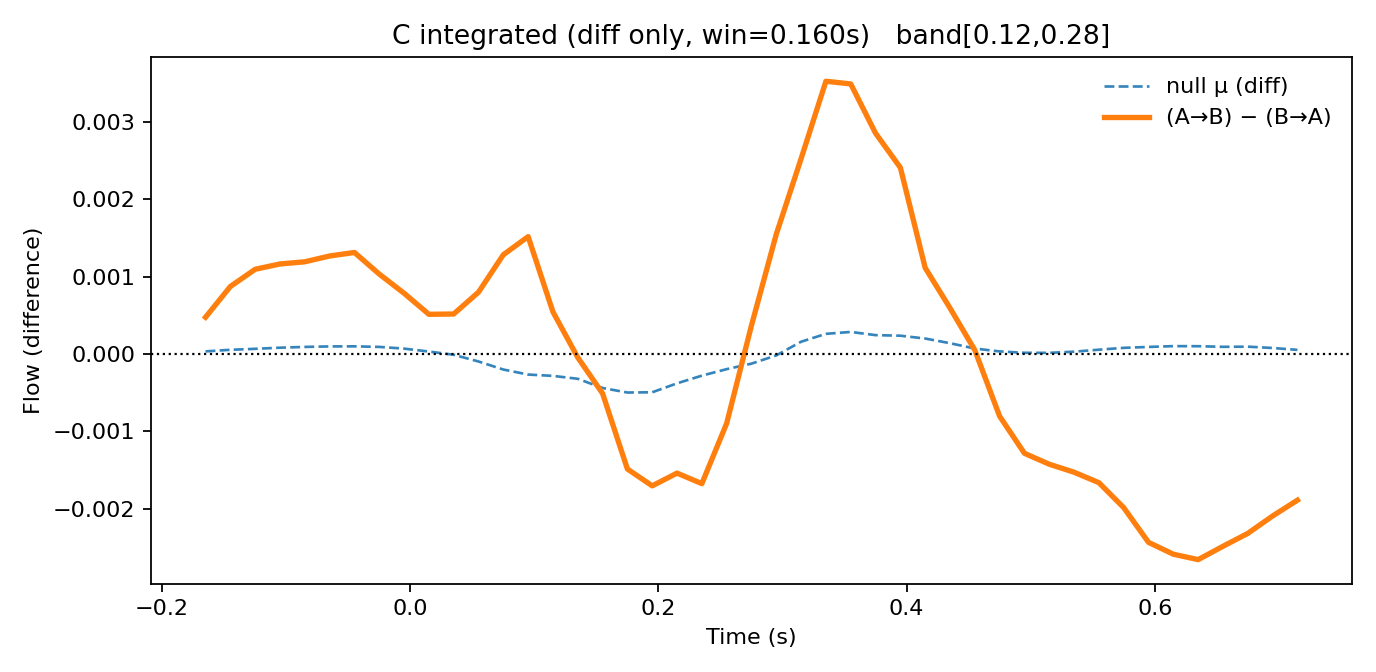 C integrated (diff only, win=0.160s)   band[0.12,0.28]
null μ (diff)
(A→B) − (B→A)
Flow (difference)
0.003
0.002
0.001
0.000
−0.001
−0.002
−0.2
0.0
0.2
0.4
0.6
Time (s)